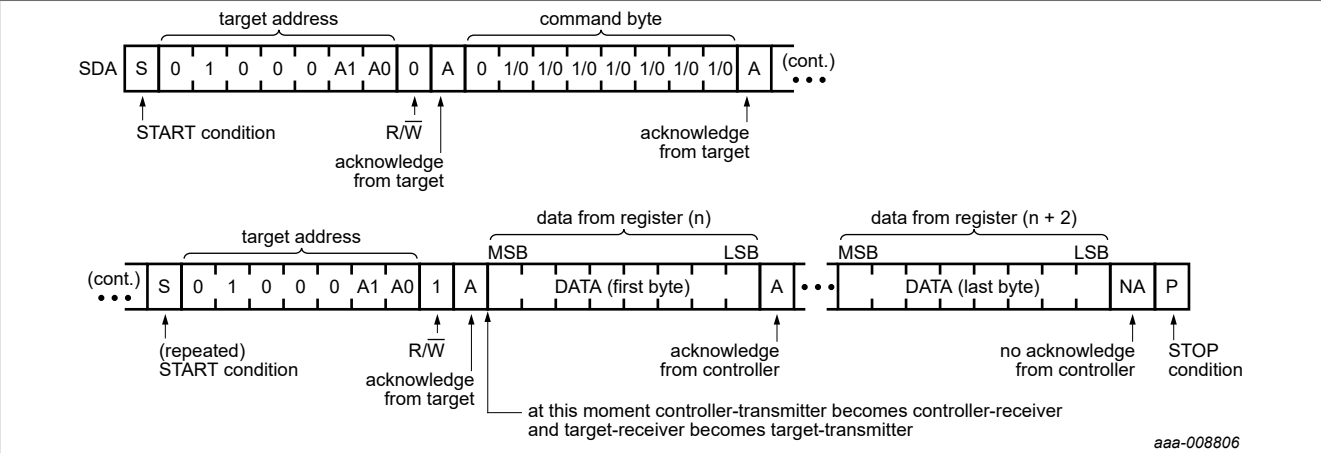 target address command byte
SDA S 0 1 0 0 0 A1 A0 0 A 0 1/0 1/0 1/0 1/0 1/0 1/0 1/0 A (cont.)
START condition R/W̅ acknowledge
from target
acknowledge
from target
data from register (n) data from register (n + 2)
target address
MSB LSB MSB LSB
(cont.) S 0 1 0 0 0 A1 A0 1 A DATA (first byte) A DATA (last byte) NA P
(repeated)
START condition
R/W̅
acknowledge
from target
acknowledge
from controller
no acknowledge
from controller
STOP
condition
at this moment controller-transmitter becomes controller-receiver
and target-receiver becomes target-transmitter
aaa-008806